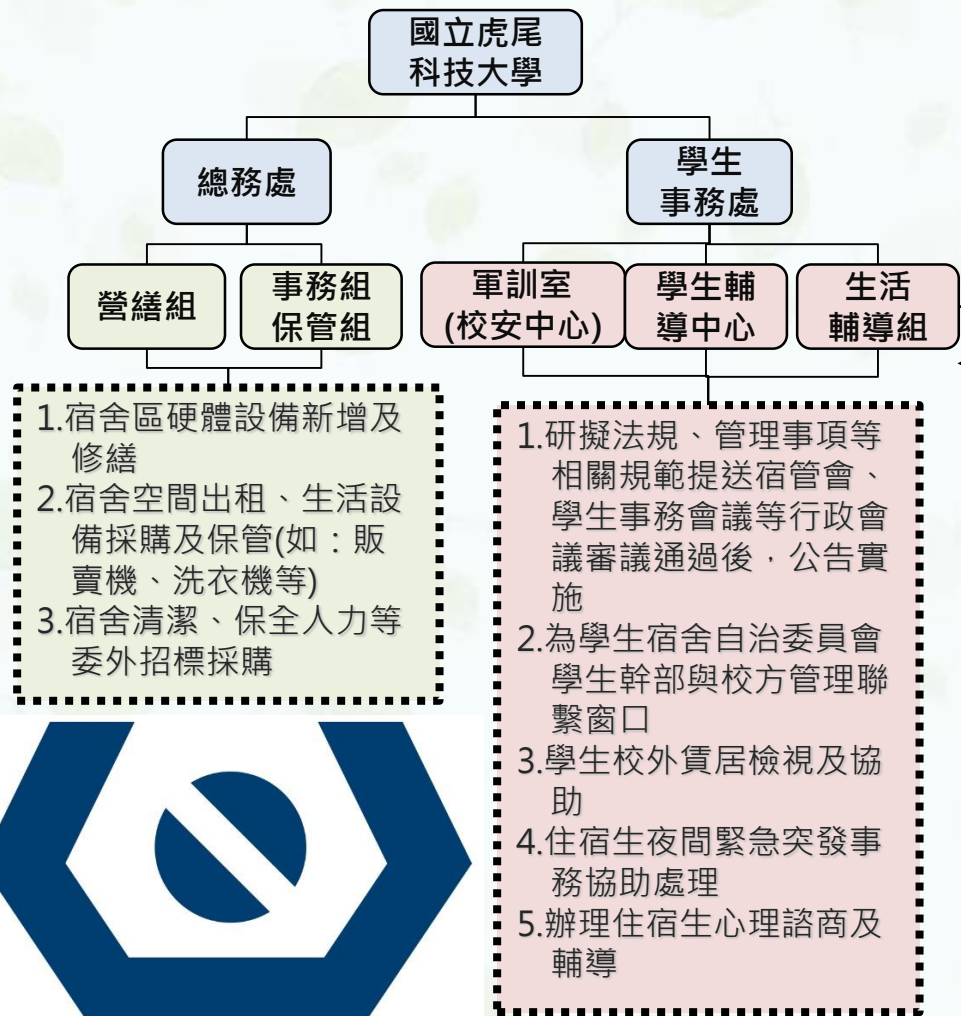 國立虎尾
科技大學
總務處
學生
事務處
營繕組
事務組
保管組
軍訓室
(校安中心)
學生輔
導中心
生活
輔導組
1.宿舍區硬體設備新增及
修繕
2.宿舍空間出租、生活設
備採購及保管(如：販
賣機、洗衣機等)
3.宿舍清潔、保全人力等
委外招標採購
1.研擬法規、管理事項等
相關規範提送宿管會、
學生事務會議等行政會
議審議通過後，公告實
施
2.為學生宿舍自治委員會
學生幹部與校方管理聯
繫窗口
3.學生校外賃居檢視及協
助
4.住宿生夜間緊急突發事
務協助處理
5.辦理住宿生心理諮商及
輔導